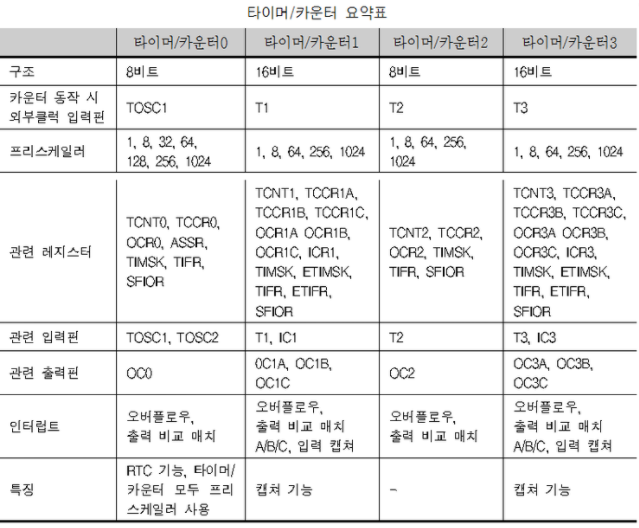 타이머/카운터 요약표
타이머/카운터0 타이머/카운터1 타이머/카운터2 타이머/카운터3
구조 8비트 16비트 8비트 16비트
카운터 동작 시
외부클럭 입력핀
TOSC1 T1 T2 T3
프리스케일러
1, 8, 32, 64,
128, 256, 1024
1, 8, 64, 256, 1024
1, 8, 64, 256,
1024
1, 8, 64, 256, 1024
관련 레지스터
TCNT0, TCCR0,
OCR0, ASSR,
TIMSK, TIFR,
SFIOR
TCNT1, TCCR1A,
TCCR1B, TCCR1C,
OCR1A OCR1B,
OCR1C, ICR1,
TIMSK, ETIMSK,
TIFR, ETIFR,
SFIOR
TCNT2, TCCR2,
OCR2, TIMSK,
TIFR, SFIOR
TCNT3, TCCR3A,
TCCR3B, TCCR3C,
OCR3A OCR3B,
OCR3C, ICR3,
TIMSK, ETIMSK,
TIFR, ETIFR,
SFIOR
관련 입력핀 TOSC1, TOSC2 T1, IC1 T2 T3, IC3
관련 출력핀 OC0
0C1A, OC1B,
OC1C
OC2
OC3A, OC3B,
OC3C
인터럽트
오버플로우,
출력 비교 매치
오버플로우,
출력 비교 매치
A/B/C, 입력 캡쳐
오버플로우,
출력 비교 매치
오버플로우,
출력 비교 매치
A/B/C, 입력 캡쳐
특징
RTC 기능, 타이머/
카운터 모두 프리
스케일러 사용
캡쳐 기능
-
캡쳐 기능